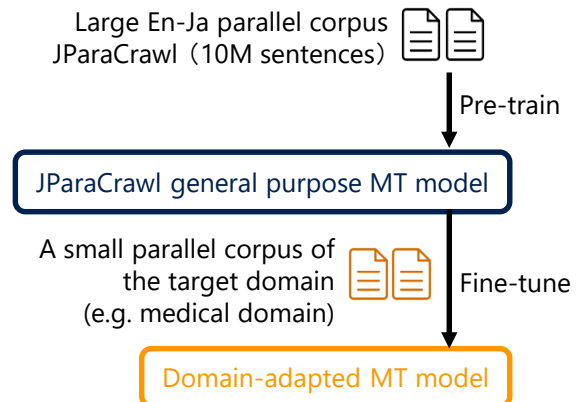 Large En-Ja parallel corpus
JParaCrawl（10M sentences）
Pre-train
JParaCrawl general purpose MT model
A small parallel corpus of
the target domain
(e.g. medical domain)
Fine-tune
Domain-adapted MT model